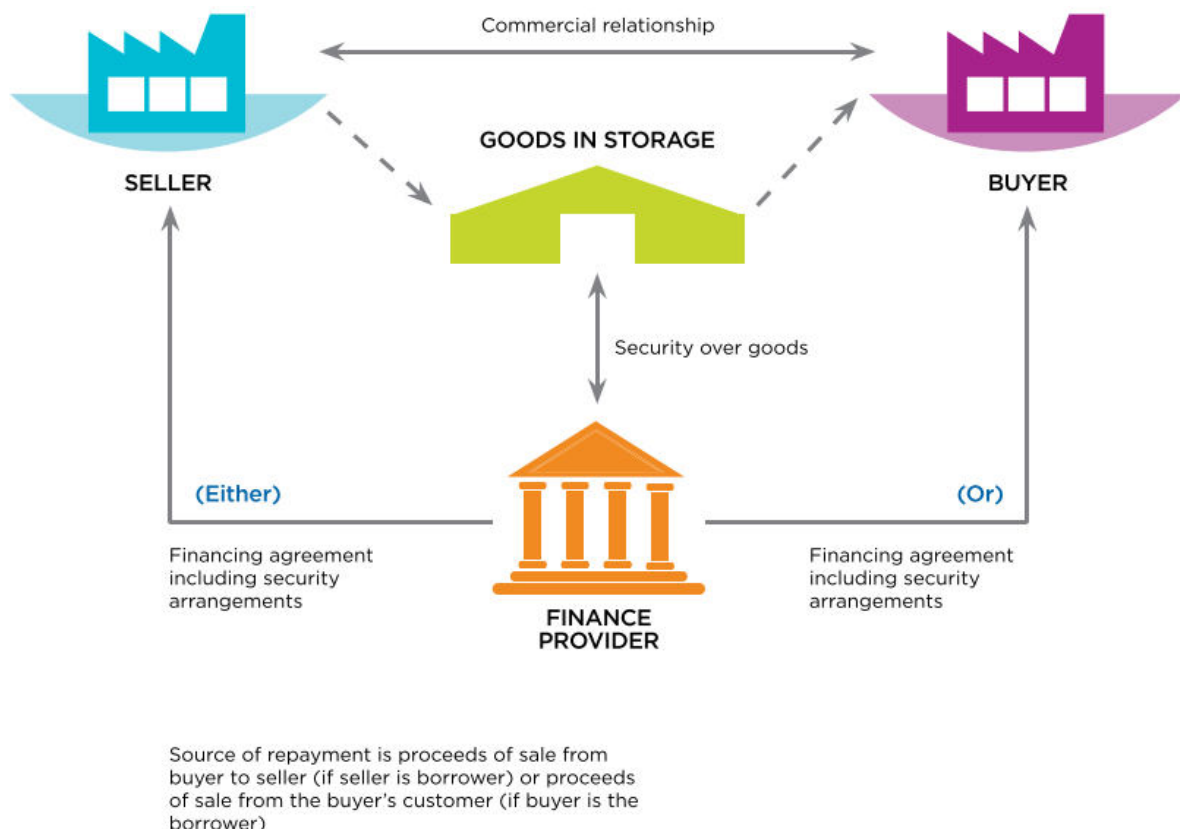 Commercial relationship
GOODS IN STORAGE
SELLER
BUYER
Security over goods
(Either)
(Or)
Financing agreement
including security
arrangements
Financing agreement
including security
arrangements
FINANCE
PROVIDER
Source of repayment is proceeds of sale from
buyer to seller (if seller is borrower) or proceeds
of sale from the buyer's customer (if buyer is the
borrower)